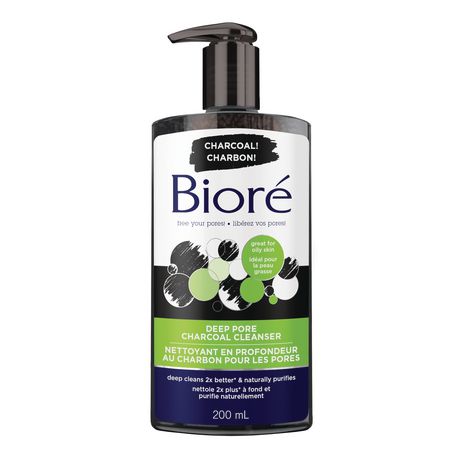 CHARCOAL!
CHARBON!
Bioré
free your pores! • libérez vos pores!
great for
oily skin
idéal pour
la peau
grasse
DEEP PORE
CHARCOAL CLEANSER
NETTOYANT EN PROFONDEUR
AU CHARBON POUR LES PORES
deep cleans 2x better* & naturally purifies
nettoie 2x plus* à fond et
purifie naturellement
200 mL